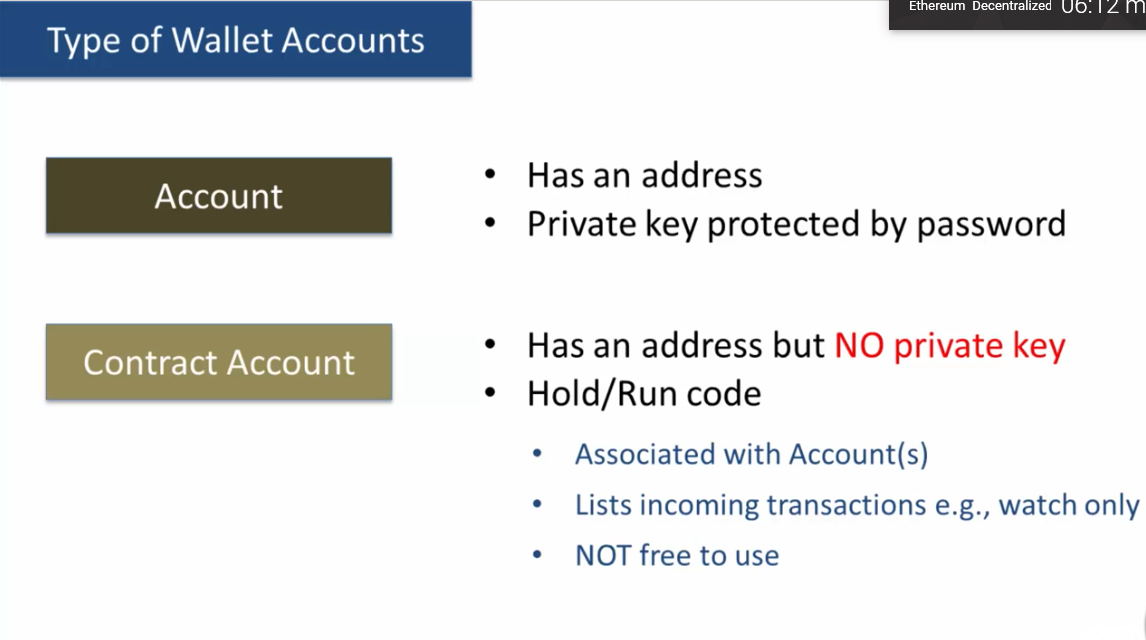 Ethereum Decentralized 06:12 m
Type of Wallet Accounts
Account
• Has an address
• Private key protected by password
Contract Account
• Has an address but NO private key
• Hold/Run code
• Associated with Account(s)
• Lists incoming transactions e.g., watch only
• NOT free to use